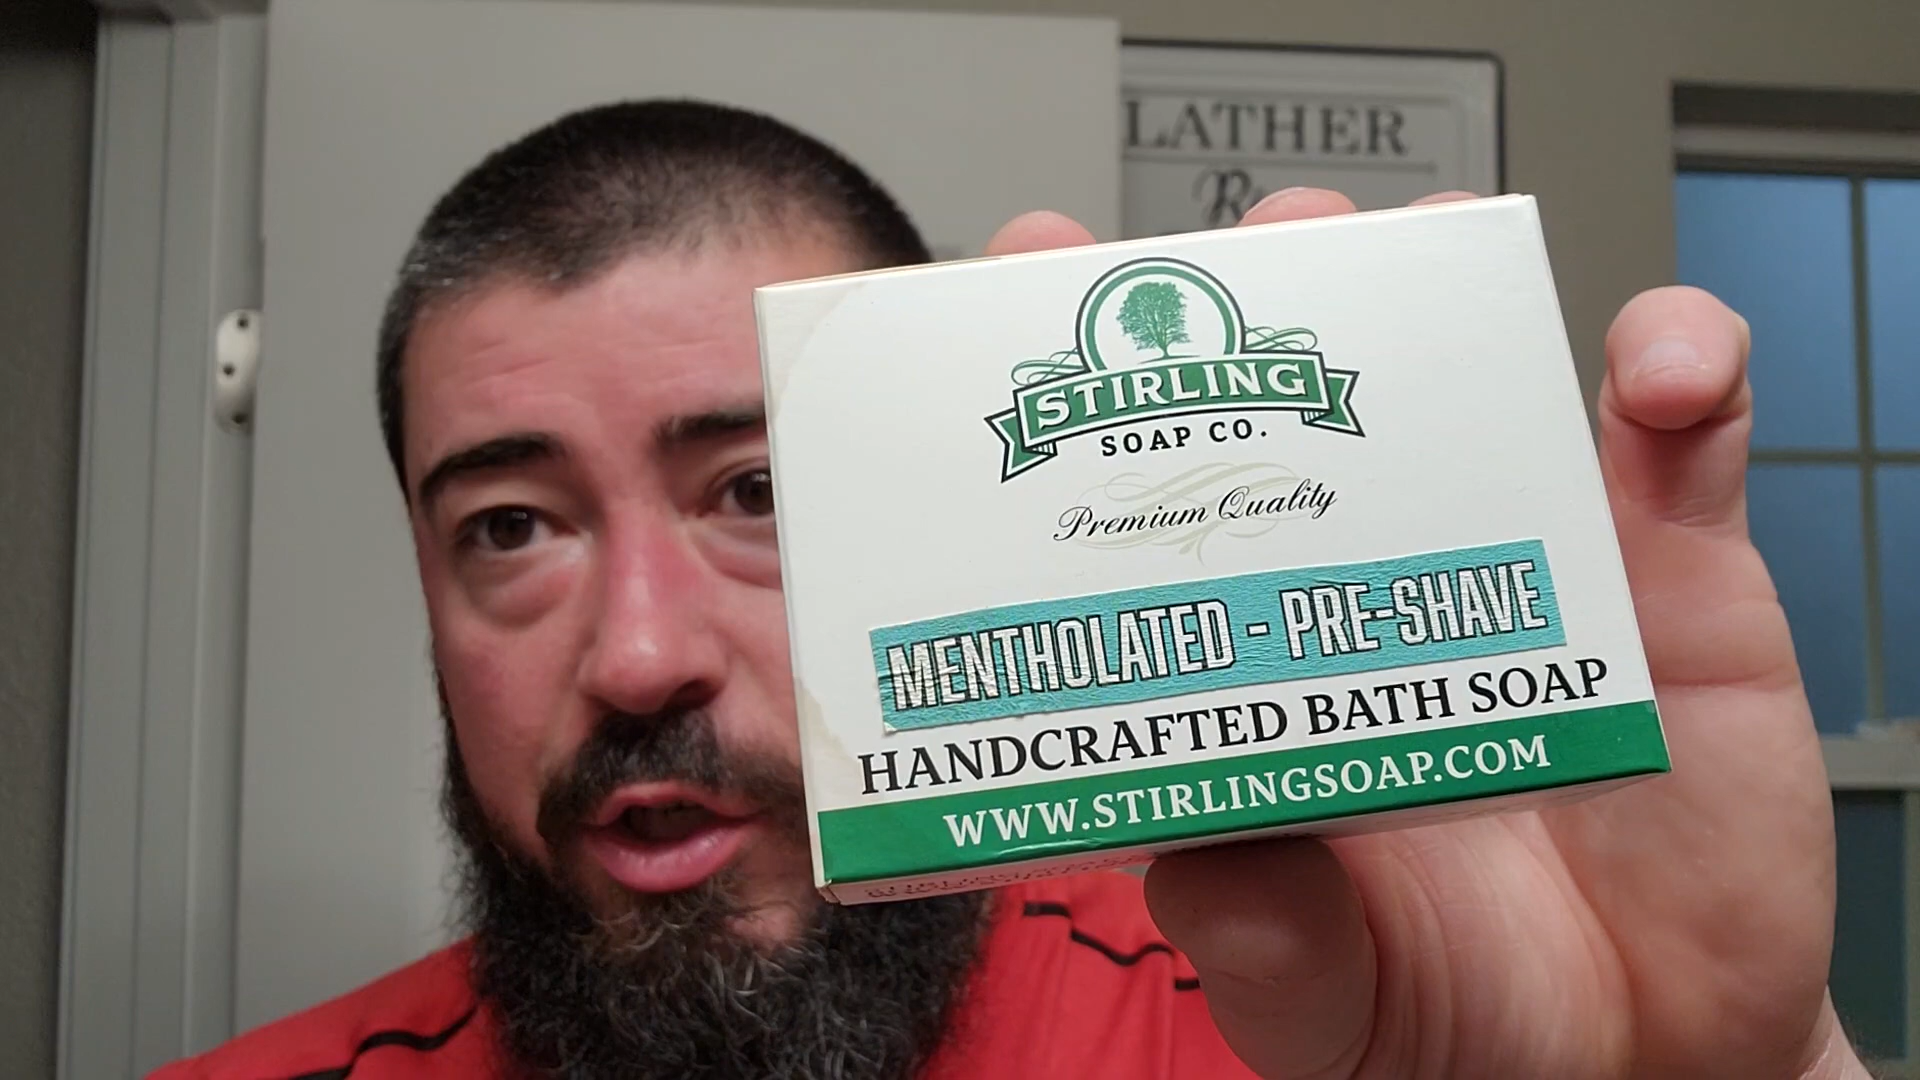 LATHER
STIRLING
SOAP CO.
Premium Quality
MENTHOLATED - PRE-SHAVE
HANDCRAFTED BATH SOAP
WWW.STIRLINGSOAP.COM